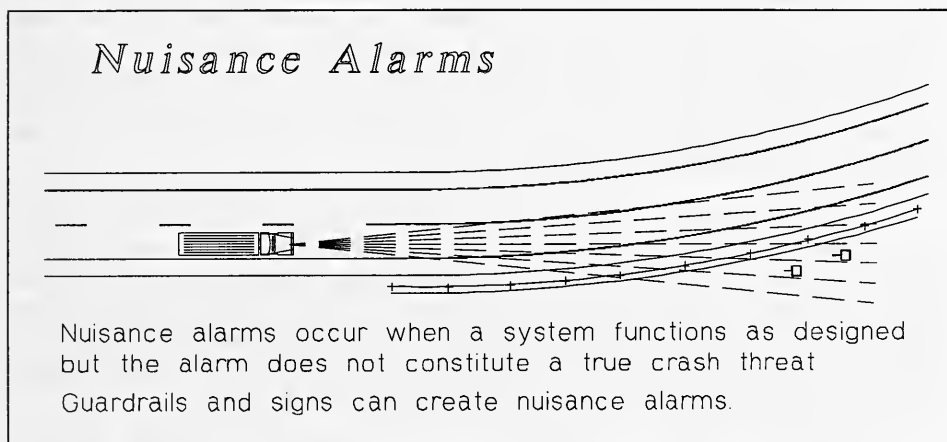 Nuisance Alarms
Nuisance alarms occur when a system functions as designed
but the alarm does not constitute a true crash threat
Guardrails and signs can create nuisance alarms.